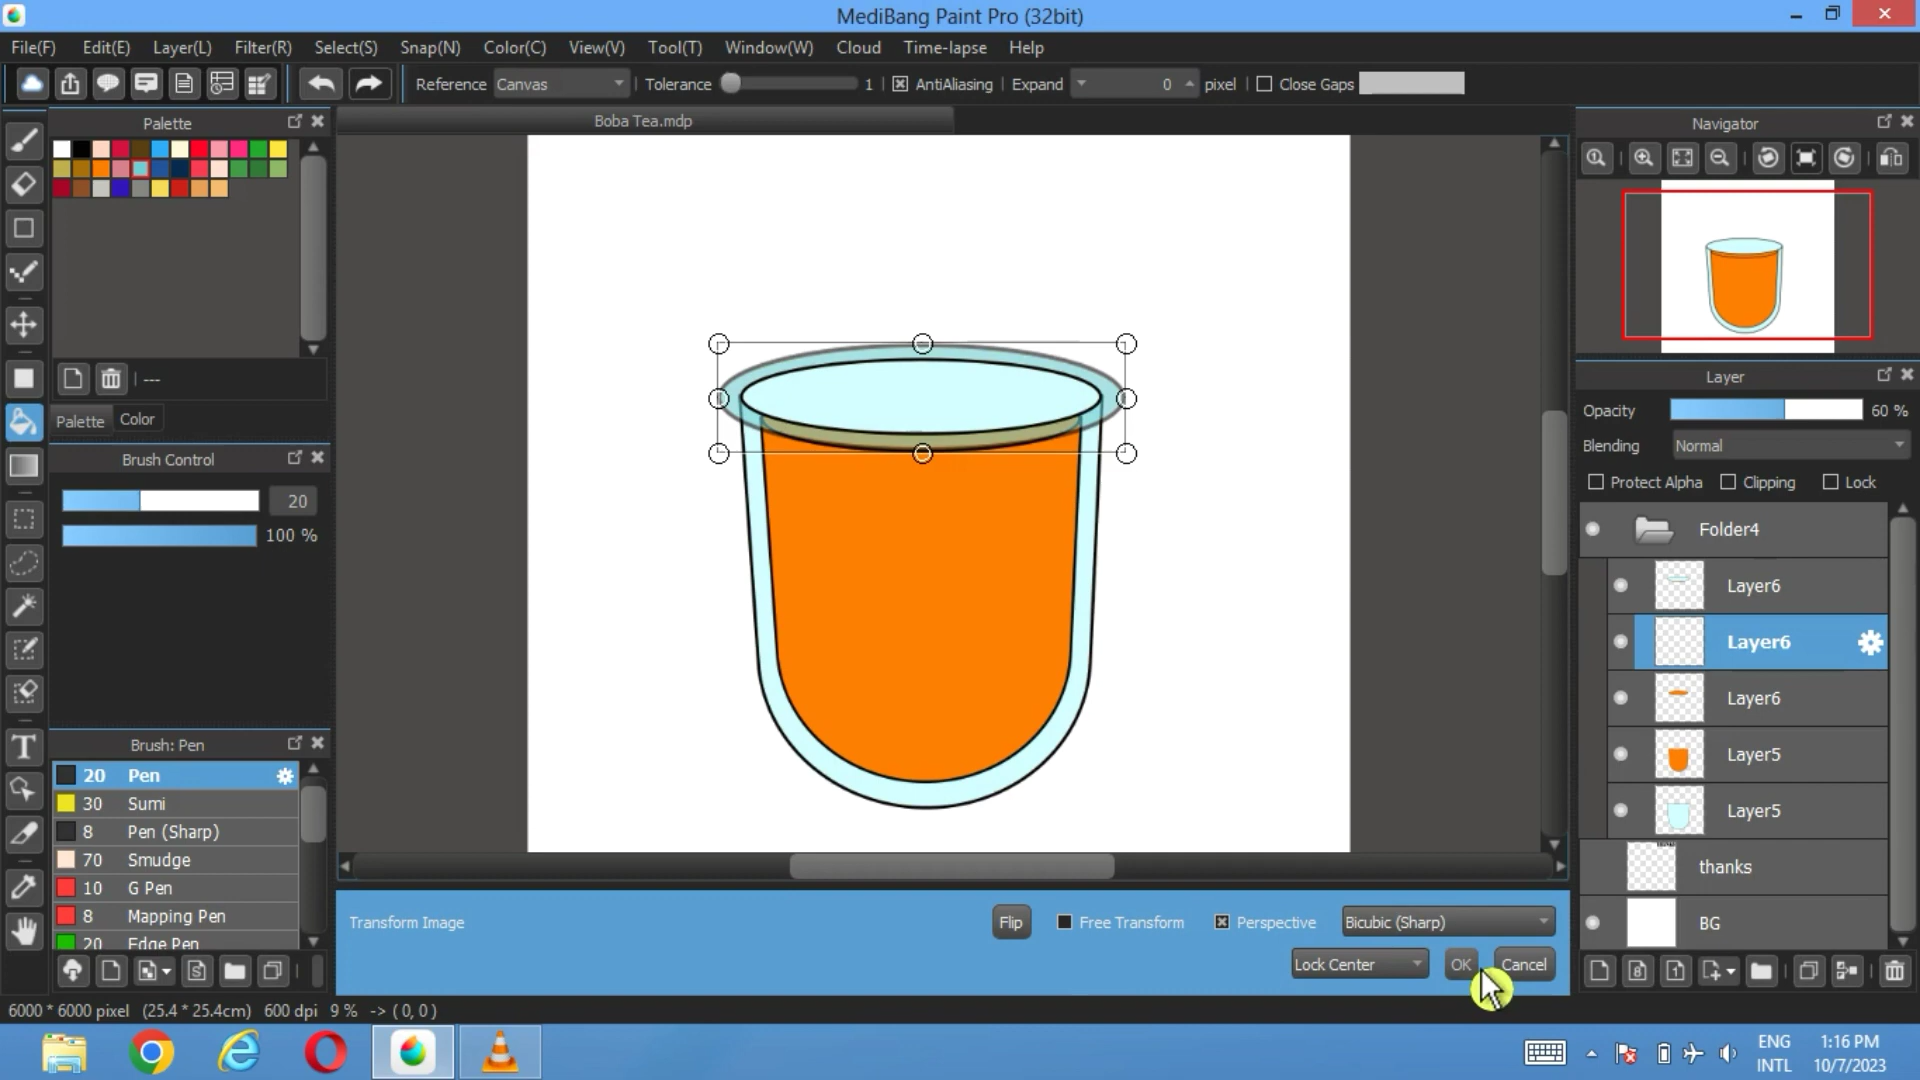 MediBang Paint Pro (32bit)
File(F) Edit(E) Layer(L) Filter(R) Select(S) Snap(N) Color(C) View(V) Tool(T) Window(W) Cloud Time-lapse Help
Reference Canvas Tolerance 1 AntiAliasing Expand 0 pixel Close Gaps
Palette
Boba Tea.mdp
Navigator
---
Palette Color
Brush Control
20
100 %
Brush: Pen
20 Pen
30 Sumi
8 Pen (Sharp)
70 Smudge
10 G Pen
8 Mapping Pen
20 Edge Pen
Layer
Opacity 60 %
Blending Normal
Protect Alpha Clipping Lock
Folder4
Layer6
Layer6
Layer6
Layer5
Layer5
thanks
BG
Transform Image Flip Free Transform Perspective Bicubic (Sharp)
Lock Center OK Cancel
6000 * 6000 pixel (25.4 * 25.4cm) 600 dpi 9 % -> ( 0, 0 )
ENG 1:16 PM
INTL 10/7/2023